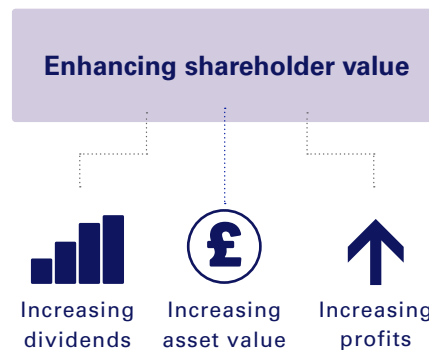 Enhancing shareholder value
£
Increasing
dividends
Increasing
asset value
Increasing
profits